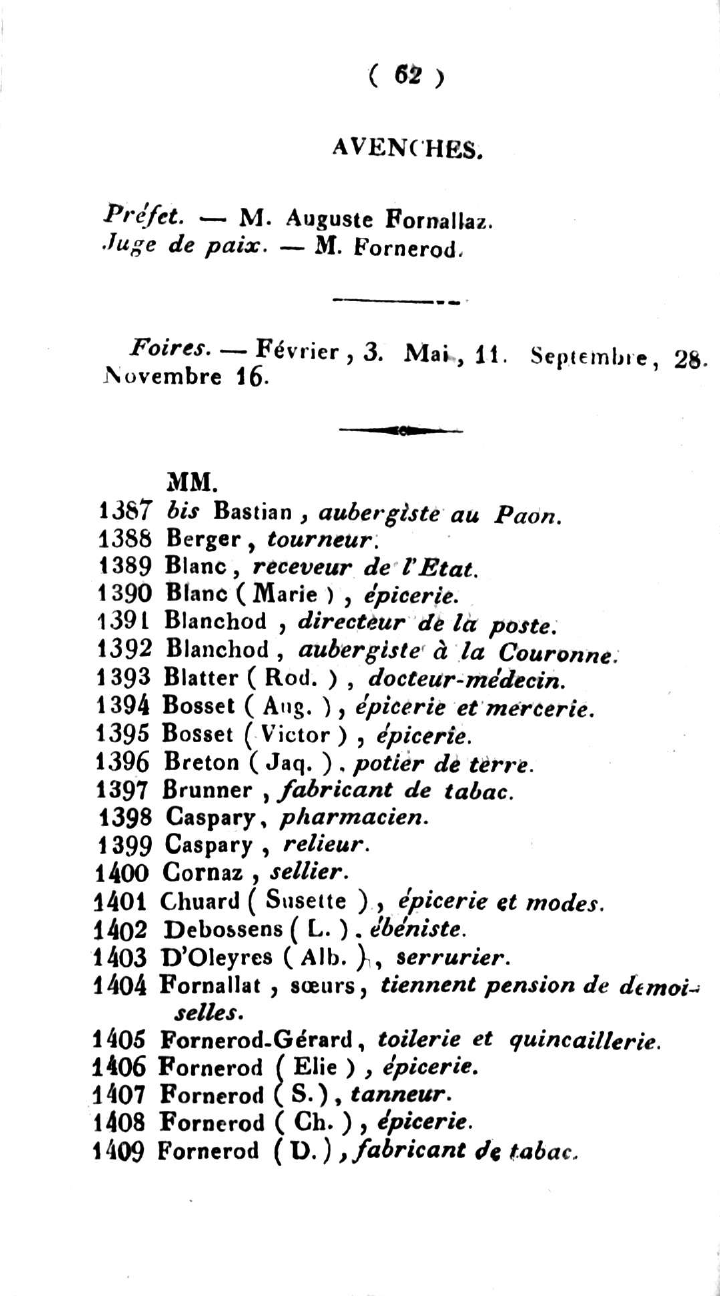 ( 62 )
AVENCHES.
Préfet. — M. Auguste Fornallaz.
Juge de paix. — M. Fornerod.
Foires. — Février, 3. Mai, 11. Septembre, 28.
Novembre 16.
MM.
1387 bis Bastian, aubergiste au Paon.
1388 Berger, tourneur.
1389 Blanc, receveur de l'Etat.
1390 Blanc ( Marie ), épicerie.
1391 Blanchod, directeur de la poste.
1392 Blanchod, aubergiste à la Couronne.
1393 Blatter ( Rod. ), docteur-médecin.
1394 Bosset ( Aug. ), épicerie et mercerie.
1395 Bosset ( Victor ), épicerie.
1396 Breton ( Jaq. ). potier de terre.
1397 Brunner, fabricant de tabac.
1398 Caspary, pharmacien.
1399 Caspary, relieur.
1400 Cornaz, sellier.
1401 Chuard ( Susette ), épicerie et modes.
1402 Debossens ( L. ). ébéniste.
1403 D'Oleyres ( Alb. ), serrurier.
1404 Fornallat, sœurs, tiennent pension de demoi-
selles.
1405 Fornerod-Gérard, toilerie et quincaillerie.
1406 Fornerod ( Elie ), épicerie.
1407 Fornerod ( S. ), tanneur.
1408 Fornerod ( Ch. ), épicerie.
1409 Fornerod ( D. ), fabricant de tabac.